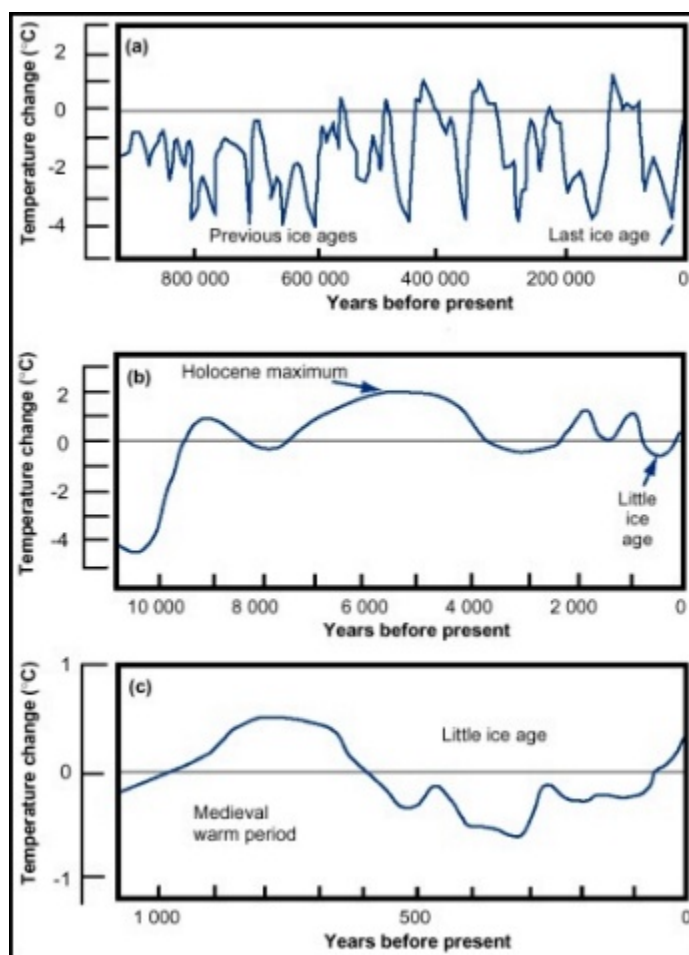 (a)
Temperature change (°C)
2
0
-2
-4
Previous ice ages
Last ice age
800 000
600 000
400 000
200 000
0
Years before present
(b)
Temperature change (°C)
2
0
-2
-4
Holocene maximum
Little
ice
age
10 000
8 000
6 000
4 000
2 000
0
Years before present
(c)
Temperature change (°C)
1
0
-1
Little ice age
Medieval
warm period
1 000
500
0
Years before present